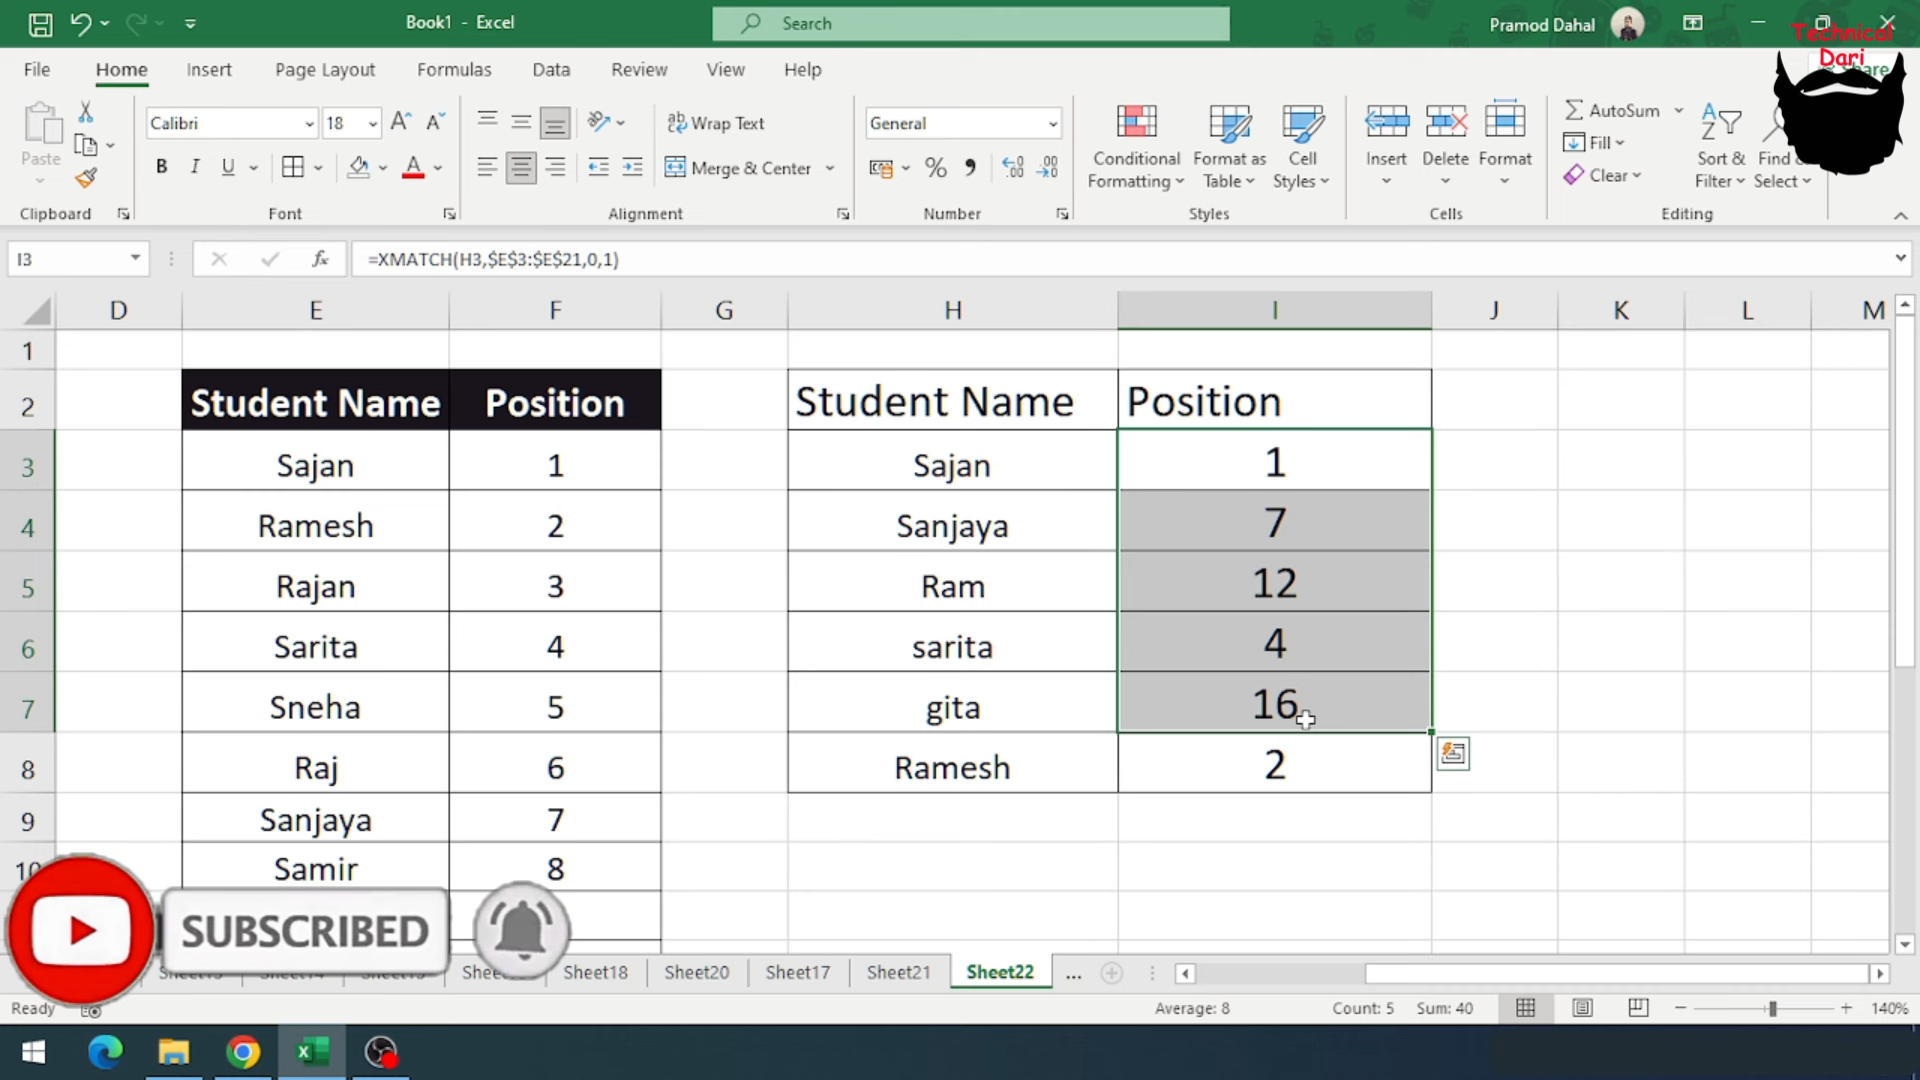 Book1 - Excel
Search
Pramod Dahal
Technical
Dari
Share
File Home Insert Page Layout Formulas Data Review View Help
Paste
Calibri 18
B I U
Wrap Text
Merge & Center
General
Conditional Formatting
Format as Table
Cell Styles
Insert
Delete
Format
AutoSum
Fill
Clear
Sort & Filter
Find & Select
Clipboard Font Alignment Number Styles Cells Editing
I3
fx
=XMATCH(H3,$E$3:$E$21,0,1)
D E F G H I J K L M
1
2 Student Name Position Student Name Position
3 Sajan 1 Sajan 1
4 Ramesh 2 Sanjaya 7
5 Rajan 3 Ram 12
6 Sarita 4 sarita 4
7 Sneha 5 gita 16
8 Raj 6 Ramesh 2
9 Sanjaya 7
10 Samir 8
SUBSCRIBED
Sheet18 Sheet20 Sheet17 Sheet21 Sheet22 ...
Ready
Average: 8 Count: 5 Sum: 40
140%